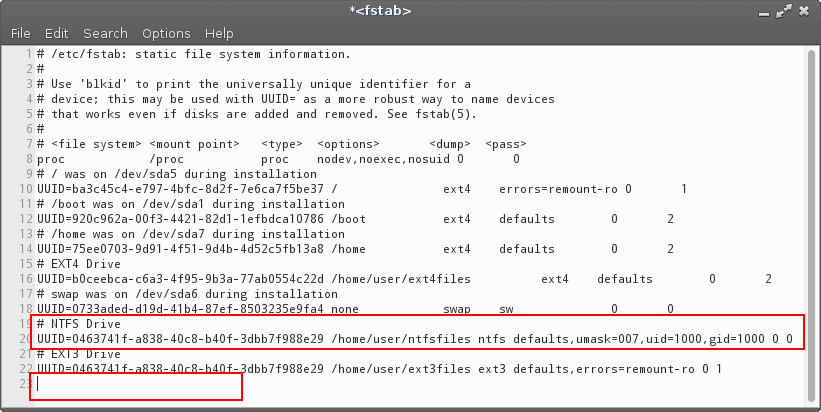 *<fstab>
File Edit Search Options Help
1 # /etc/fstab: static file system information.
2 #
3 # Use 'blkid' to print the universally unique identifier for a
4 # device; this may be used with UUID= as a more robust way to name devices
5 # that works even if disks are added and removed. See fstab(5).
6 #
7 # <file system> <mount point> <type> <options> <dump> <pass>
8 proc /proc proc nodev,noexec,nosuid 0 0
9 # / was on /dev/sda5 during installation
10 UUID=ba3c45c4-e797-4bfc-8d2f-7e6ca7f5be37 / ext4 errors=remount-ro 0 1
11 # /boot was on /dev/sda1 during installation
12 UUID=920c962a-00f3-4421-82d1-1efbdca10786 /boot ext4 defaults 0 2
13 # /home was on /dev/sda7 during installation
14 UUID=75ee0703-9d91-4f51-9d4b-4d52c5fb13a8 /home ext4 defaults 0 2
15 # EXT4 Drive
16 UUID=b0ceebca-c6a3-4f95-9b3a-77ab0554c22d /home/user/ext4files ext4 defaults 0 2
17 # swap was on /dev/sda6 during installation
18 UUID=0733aded-d19d-41b4-87ef-8503235e9fa4 none swap sw 0 0
19 # NTFS Drive
20 UUID=0463741f-a838-40c8-b40f-3dbb7f988e29 /home/user/ntfsfiles ntfs defaults,umask=007,uid=1000,gid=1000 0 0
21 # EXT3 Drive
22 UUID=0463741f-a838-40c8-b40f-3dbb7f988e29 /home/user/ext3files ext3 defaults,errors=remount-ro 0 1
23